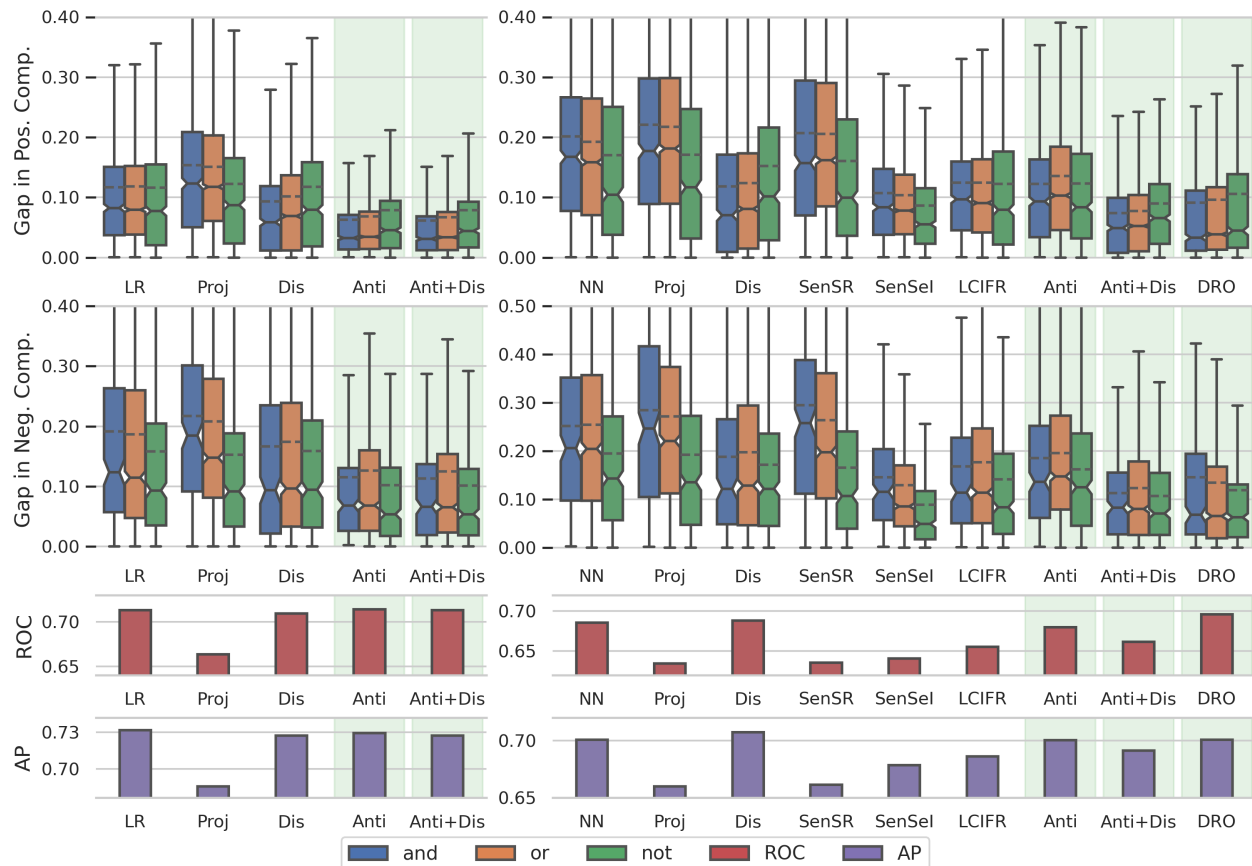 0.40 0.40
Gap in Pos. Comp.
0.30 0.30
0.20 0.20
0.10 0.10
0.00 0.00
LR Proj Dis Anti Anti+Dis NN Proj Dis SenSR SenSeI LCIFR Anti Anti+Dis DRO
0.40 0.50
Gap in Neg. Comp.
0.40
0.30
0.30
0.20
0.20
0.10
0.10
0.00 0.00
LR Proj Dis Anti Anti+Dis NN Proj Dis SenSR SenSeI LCIFR Anti Anti+Dis DRO
ROC
0.70 0.70
0.65 0.65
LR Proj Dis Anti Anti+Dis NN Proj Dis SenSR SenSeI LCIFR Anti Anti+Dis DRO
AP
0.73 0.70
0.70
0.65
LR Proj Dis Anti Anti+Dis NN Proj Dis SenSR SenSeI LCIFR Anti Anti+Dis DRO
and or not ROC AP